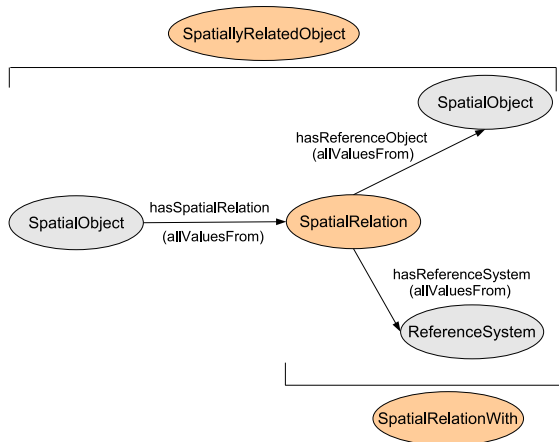 SpatiallyRelatedObject
SpatialObject
hasReferenceObject
(allValuesFrom)
hasSpatialRelation
(allValuesFrom)
SpatialObject
SpatialRelation
hasReferenceSystem
(allValuesFrom)
ReferenceSystem
SpatialRelationWith